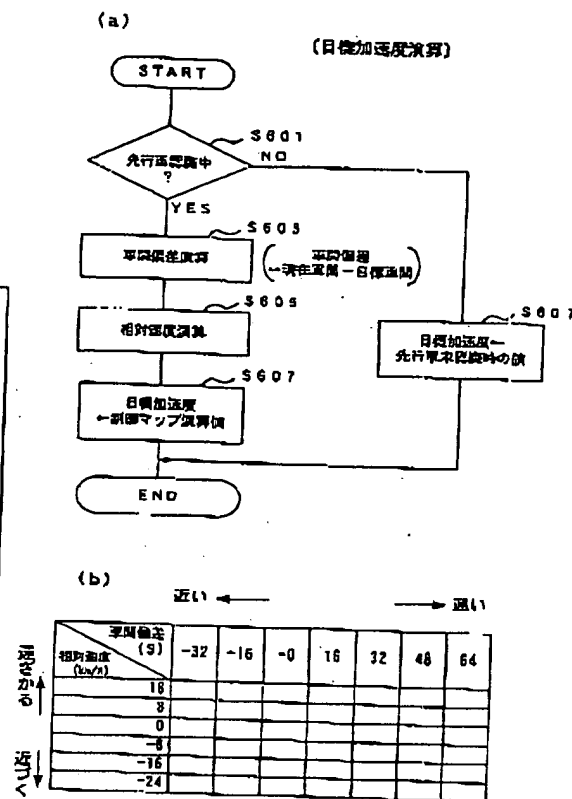 (a)
〔目標加速度演算〕
START
S601
先行車認識中
?
NO
YES
S603
車間偏差演算
車間偏差
←現在車間－目標車間
S605
相対速度演算
S607
目標加速度
←制御マップ演算値
S607
目標加速度←
先行車未認識時の値
END
(b)
近い ←
→ 遠い
車間偏差
(S)
相対速度
(km/h)
-32 -16 -0 16 32 48 64
16
8
0
-8
-16
-24
遠ざかる
近づく